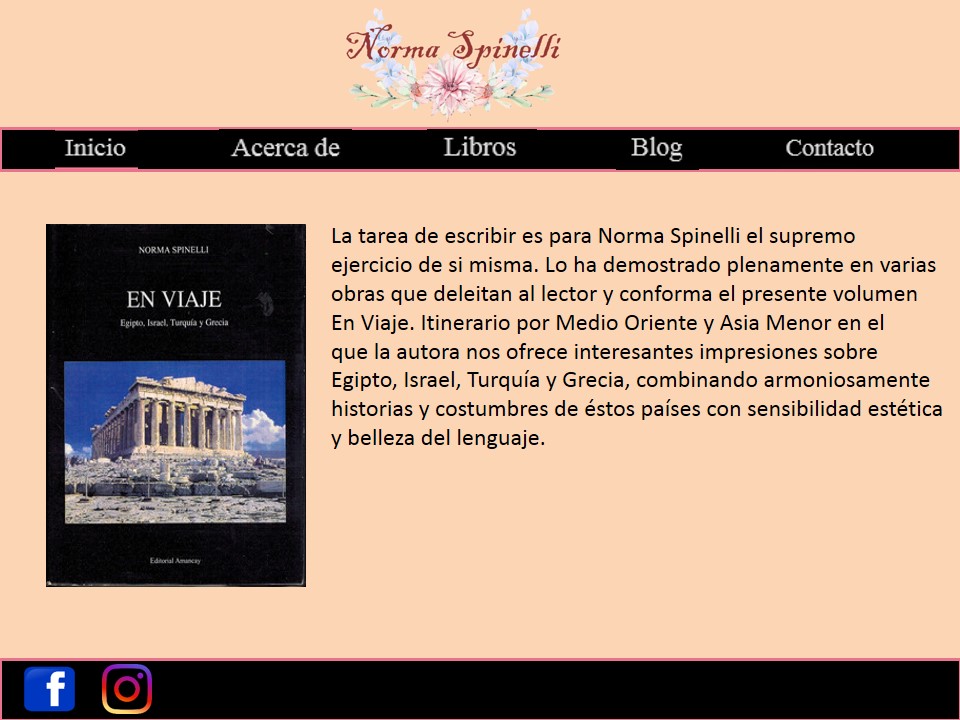 Norma Spinelli
Inicio Acerca de Libros Blog Contacto
NORMA SPINELLI
EN VIAJE
Egipto, Israel, Turquía y Grecia
Editorial Amancay
La tarea de escribir es para Norma Spinelli el supremo
ejercicio de si misma. Lo ha demostrado plenamente en varias
obras que deleitan al lector y conforma el presente volumen
En Viaje. Itinerario por Medio Oriente y Asia Menor en el
que la autora nos ofrece interesantes impresiones sobre
Egipto, Israel, Turquía y Grecia, combinando armoniosamente
historias y costumbres de éstos países con sensibilidad estética
y belleza del lenguaje.